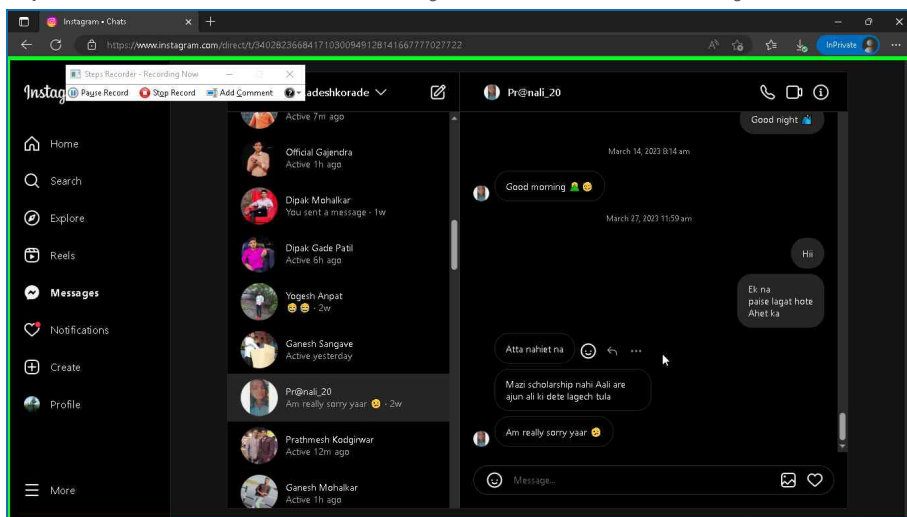 Instagram • Chats
https://www.instagram.com/direct/t/340282366841710300949128141667777027722
InPrivate
Steps Recorder - Recording Now
Pause Record
Stop Record
Add Comment
Instag
adeshkorade
Home
Search
Explore
Reels
Messages
Notifications
Create
Profile
More
Active 7m ago
Official Gajendra
Active 1h ago
Dipak Mohalkar
You sent a message · 1w
Dipak Gade Patil
Active 6h ago
Yogesh Anpat
😂 😂 · 2w
Ganesh Sangave
Active yesterday
Pr@nali_20
Am really sorry yaar 😕 · 2w
Prathmesh Kodgirwar
Active 12m ago
Ganesh Mohalkar
Active 1h ago
Pr@nali_20
Good night
March 14, 2023 8:14 am
Good morning
March 27, 2023 11:59 am
Hii
Ek na
paise lagat hote
Ahet ka
Atta nahiet na
Mazi scholarship nahi Aali are
ajun ali ki dete lagech tula
Am really sorry yaar 😕
Message...